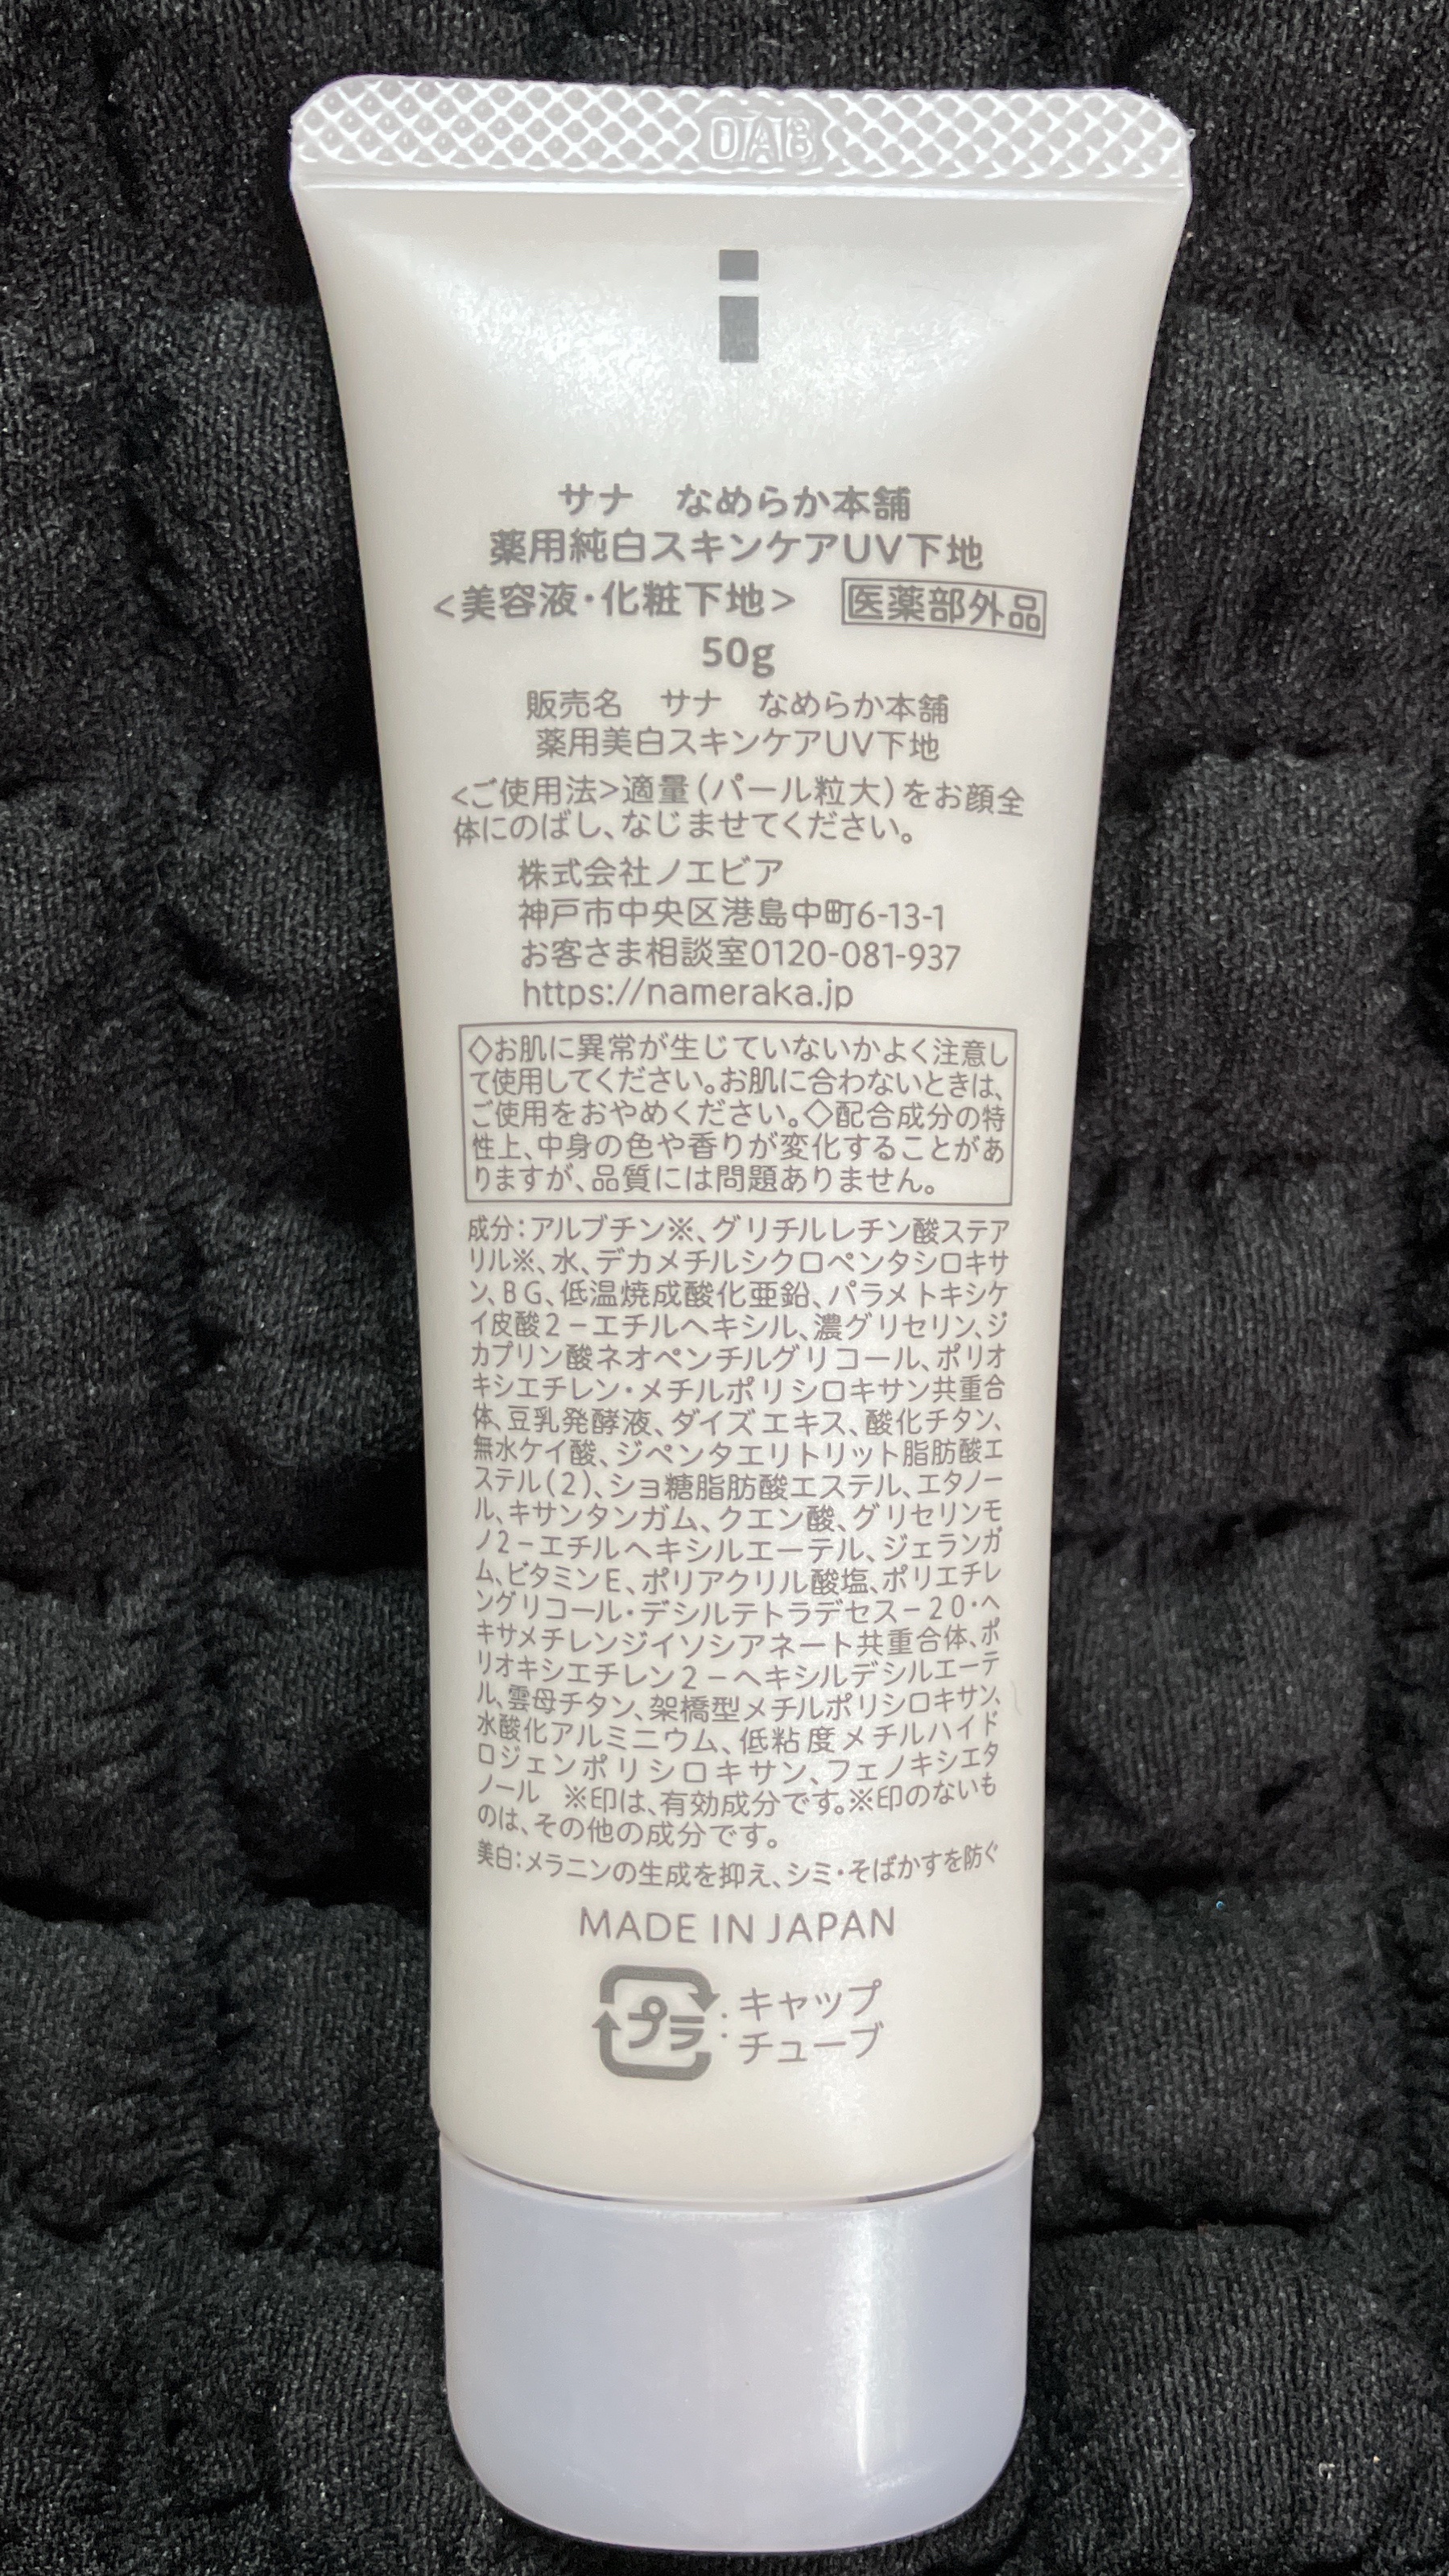 DAB
サナ　なめらか本舗
薬用純白スキンケアUV下地
<美容液・化粧下地>　医薬部外品
50g
販売名　サナ　なめらか本舗
薬用美白スキンケアUV下地
<ご使用法>適量(パール粒大)をお顔全
体にのばし、なじませてください。
株式会社ノエビア
神戸市中央区港島中町6-13-1
お客さま相談室0120-081-937
https://nameraka.jp
◇お肌に異常が生じていないかよく注意し
て使用してください。お肌に合わないときは、
ご使用をおやめください。◇配合成分の特
性上、中身の色や香りが変化することがあ
りますが、品質には問題ありません。
成分：アルブチン※、グリチルレチン酸ステア
リル※、水、デカメチルシクロペンタシロキサ
ン、BG、低温焼成酸化亜鉛、パラメトキシケ
イ皮酸2－エチルヘキシル、濃グリセリン、ジ
カプリン酸ネオペンチルグリコール、ポリオ
キシエチレン・メチルポリシロキサン共重合
体、豆乳発酵液、ダイズエキス、酸化チタン、
無水ケイ酸、ジペンタエリトリット脂肪酸エ
ステル(2)、ショ糖脂肪酸エステル、エタノー
ル、キサンタンガム、クエン酸、グリセリンモ
ノ2－エチルヘキシルエーテル、ジェランガ
ム、ビタミンE、ポリアクリル酸塩、ポリエチレ
ングリコール・デシルテトラデセス－20・ヘ
キサメチレンジイソシアネート共重合体、ポ
リオキシエチレン2－ヘキシルデシルエーテ
ル、雲母チタン、架橋型メチルポリシロキサン、
水酸化アルミニウム、低粘度メチルハイド
ロジェンポリシロキサン、フェノキシエタ
ノール　※印は、有効成分です。※印のないも
のは、その他の成分です。
美白：メラニンの生成を抑え、シミ・そばかすを防ぐ
MADE IN JAPAN
プラ：キャップ
：チューブ